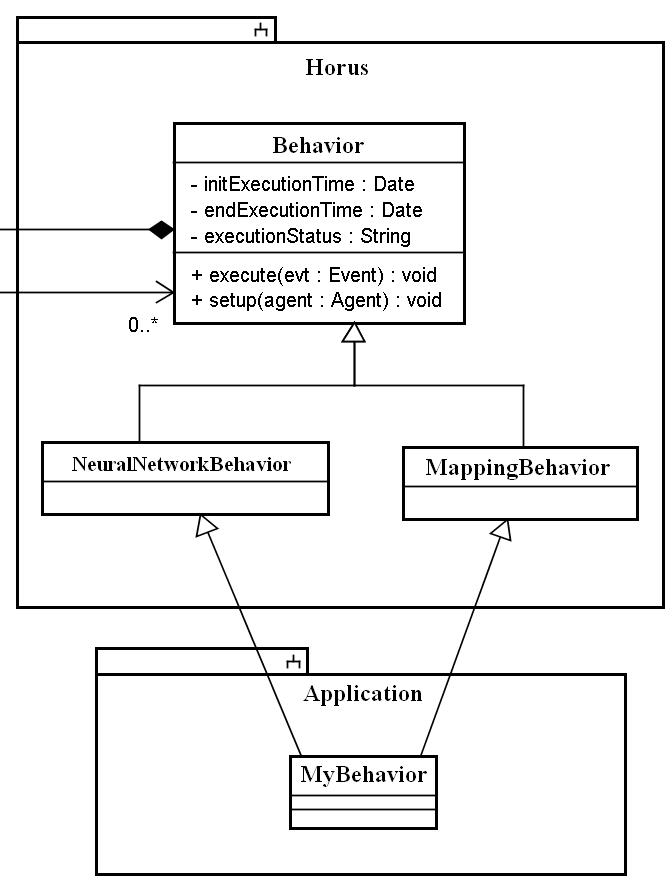 Horus
Behavior
- initExecutionTime : Date
- endExecutionTime : Date
- executionStatus : String
+ execute(evt : Event) : void
+ setup(agent : Agent) : void
0..*
NeuralNetworkBehavior
MappingBehavior
Application
MyBehavior